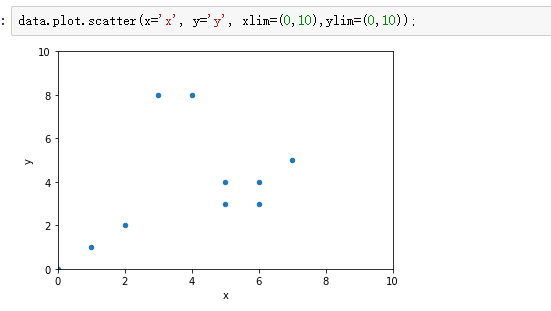 : data.plot.scatter(x='x', y='y', xlim=(0,10),ylim=(0,10));
10
8
6
4
2
0
y
0 2 4 6 8 10
x